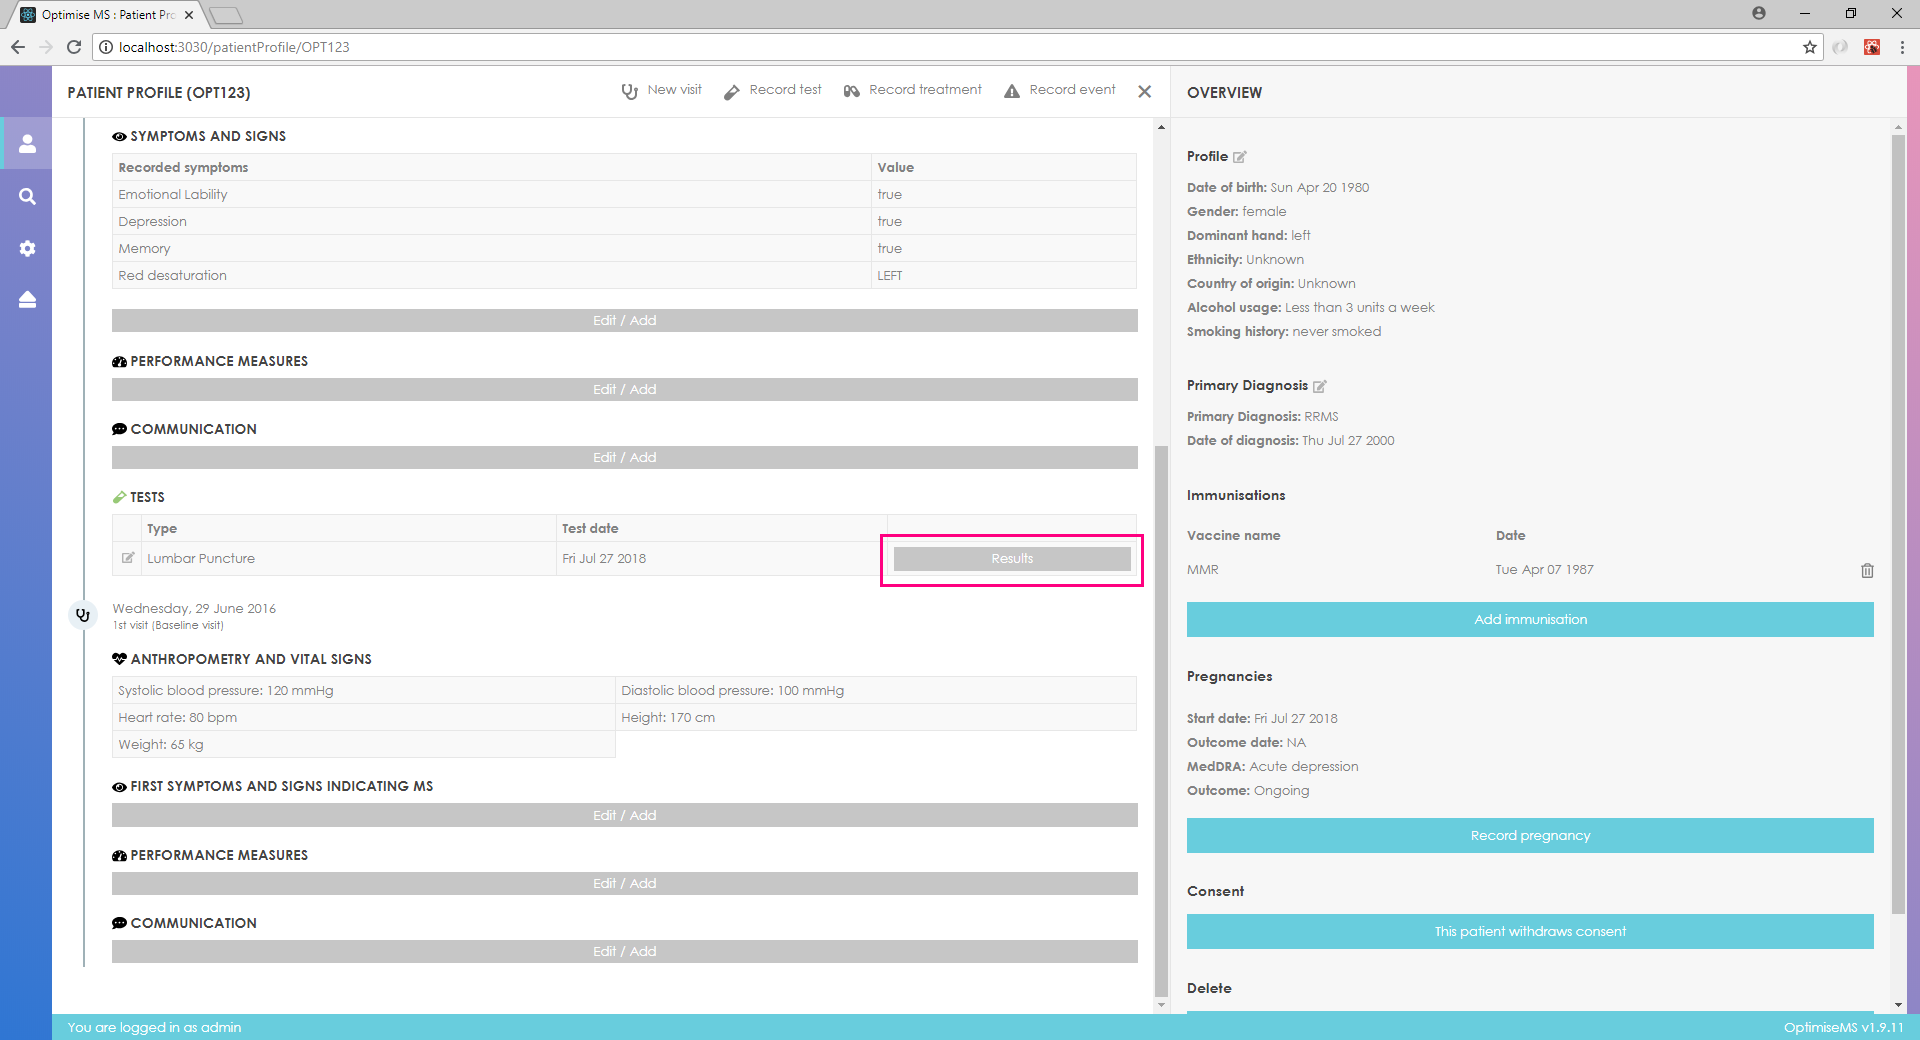 Optimise MS : Patient Pro
localhost:3030/patientProfile/OPT123
PATIENT PROFILE (OPT123)
New visit
Record test
Record treatment
Record event
SYMPTOMS AND SIGNS
Recorded symptoms Value
Emotional Lability true
Depression true
Memory true
Red desaturation LEFT
Edit / Add
PERFORMANCE MEASURES
Edit / Add
COMMUNICATION
Edit / Add
TESTS
Type Test date
Lumbar Puncture Fri Jul 27 2018 Results
Wednesday, 29 June 2016
1st visit (Baseline visit)
ANTHROPOMETRY AND VITAL SIGNS
Systolic blood pressure: 120 mmHg Diastolic blood pressure: 100 mmHg
Heart rate: 80 bpm Height: 170 cm
Weight: 65 kg
FIRST SYMPTOMS AND SIGNS INDICATING MS
Edit / Add
PERFORMANCE MEASURES
Edit / Add
COMMUNICATION
Edit / Add
OVERVIEW
Profile
Date of birth: Sun Apr 20 1980
Gender: female
Dominant hand: left
Ethnicity: Unknown
Country of origin: Unknown
Alcohol usage: Less than 3 units a week
Smoking history: never smoked
Primary Diagnosis
Primary Diagnosis: RRMS
Date of diagnosis: Thu Jul 27 2000
Immunisations
Vaccine name Date
MMR Tue Apr 07 1987
Add immunisation
Pregnancies
Start date: Fri Jul 27 2018
Outcome date: NA
MedDRA: Acute depression
Outcome: Ongoing
Record pregnancy
Consent
This patient withdraws consent
Delete
You are logged in as admin
OptimiseMS v1.9.11